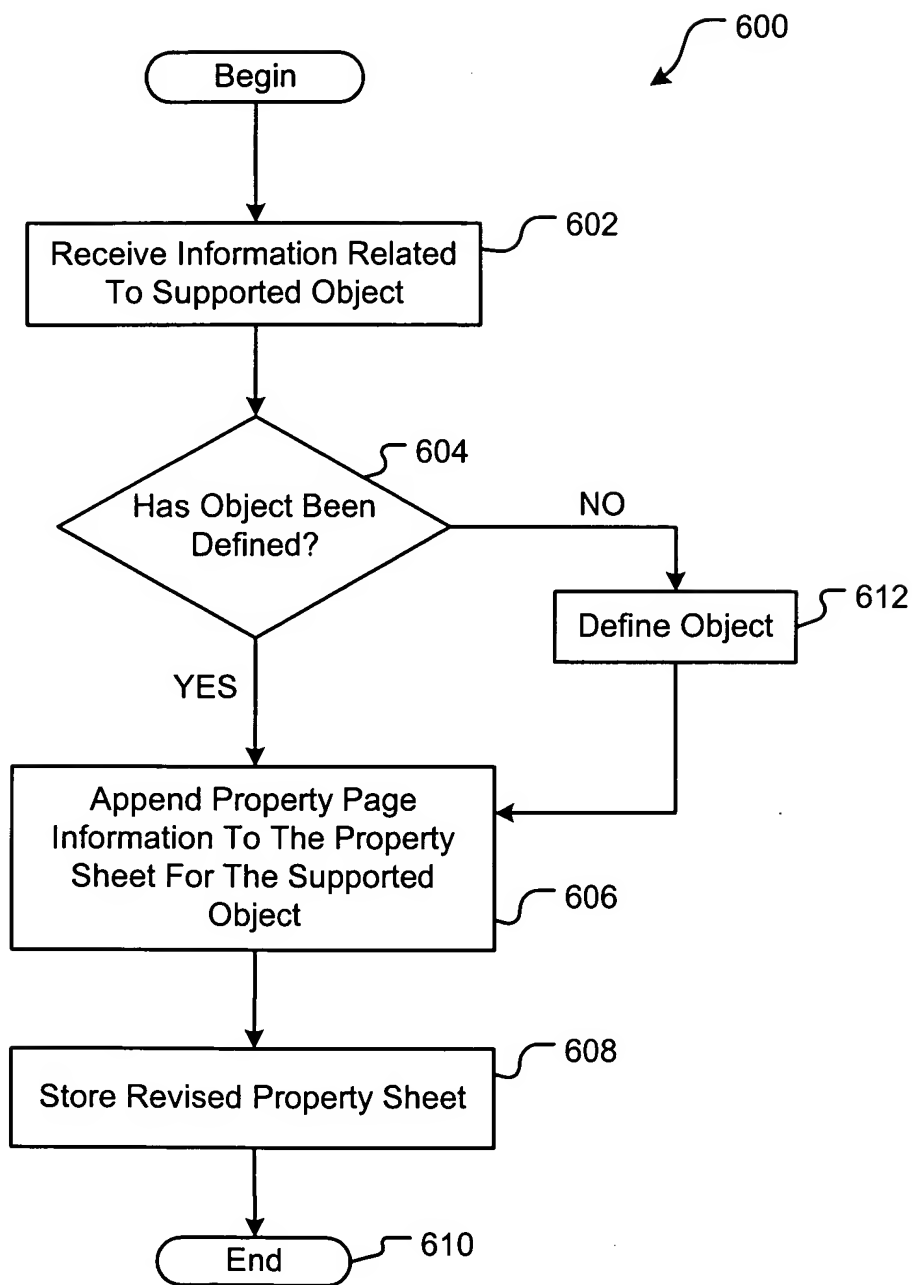 600
Begin
602
Receive Information Related
To Supported Object
604
Has Object Been
Defined?
NO
612
Define Object
YES
Append Property Page
Information To The Property
Sheet For The Supported
Object
606
608
Store Revised Property Sheet
End
610